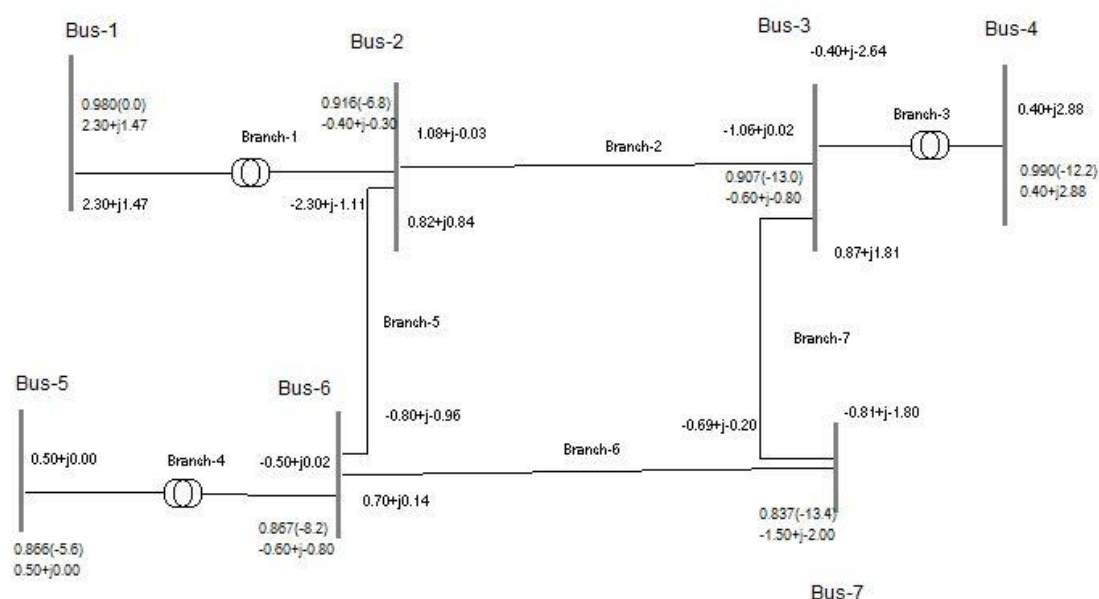 Bus-1
Bus-2
Bus-3
Bus-4
-0.40+j-2.64
0.980(0.0)
2.30+j1.47
0.916(-6.8)
-0.40+j-0.30
Branch-1
1.08+j-0.03
Branch-2
-1.06+j0.02
Branch-3
0.40+j2.88
0.907(-13.0)
-0.60+j-0.80
0.990(-12.2)
0.40+j2.88
2.30+j1.47
-2.30+j-1.11
0.82+j0.84
0.87+j1.81
Branch-5
Branch-7
Bus-5
Bus-6
-0.80+j-0.96
-0.69+j-0.20
-0.81+j-1.80
0.50+j0.00
Branch-4
-0.50+j0.02
Branch-6
0.70+j0.14
0.866(-5.6)
0.50+j0.00
0.867(-8.2)
-0.60+j-0.80
0.837(-13.4)
-1.50+j-2.00
Bus-7